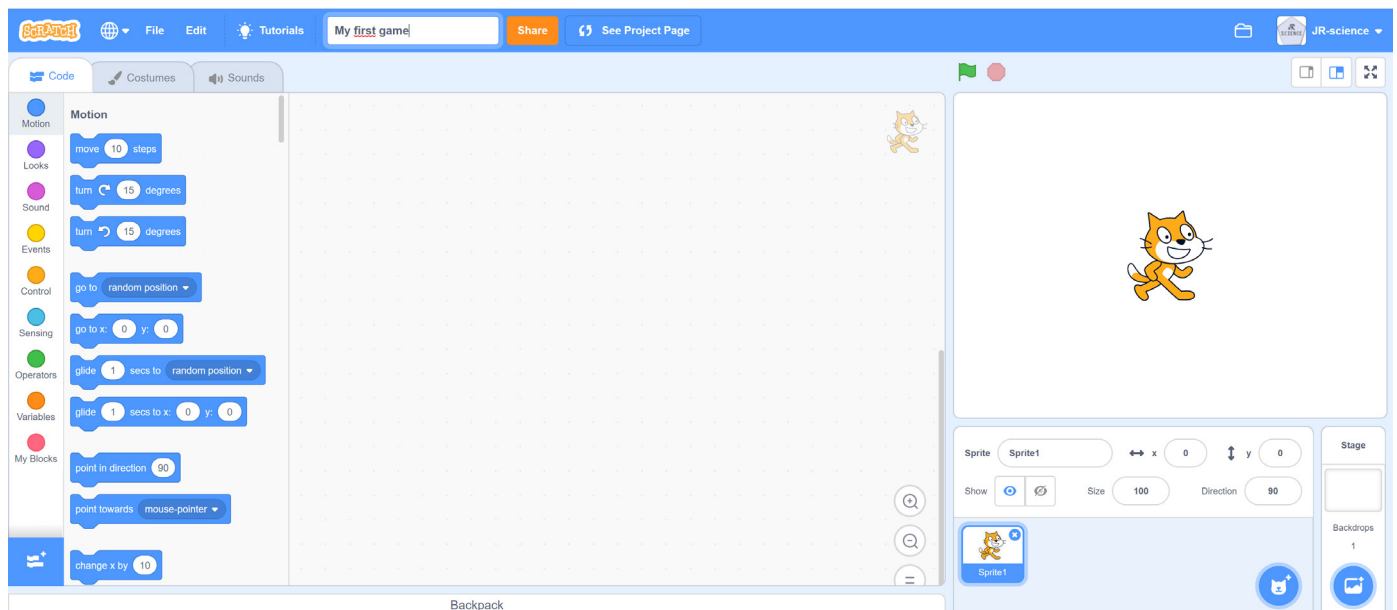 SCRATCH File Edit Tutorials My first game Share See Project Page JR-science
JR
SCIENCE
Code Costumes Sounds
Motion
Looks
Sound
Events
Control
Sensing
Operators
Variables
My Blocks
Motion
move 10 steps
turn 15 degrees
turn 15 degrees
go to random position
go to x: 0 y: 0
glide 1 secs to random position
glide 1 secs to x: 0 y: 0
point in direction 90
point towards mouse-pointer
change x by 10
Backpack
Sprite Sprite1 x 0 y 0
Show Size 100 Direction 90
Sprite1
Stage
Backdrops
1